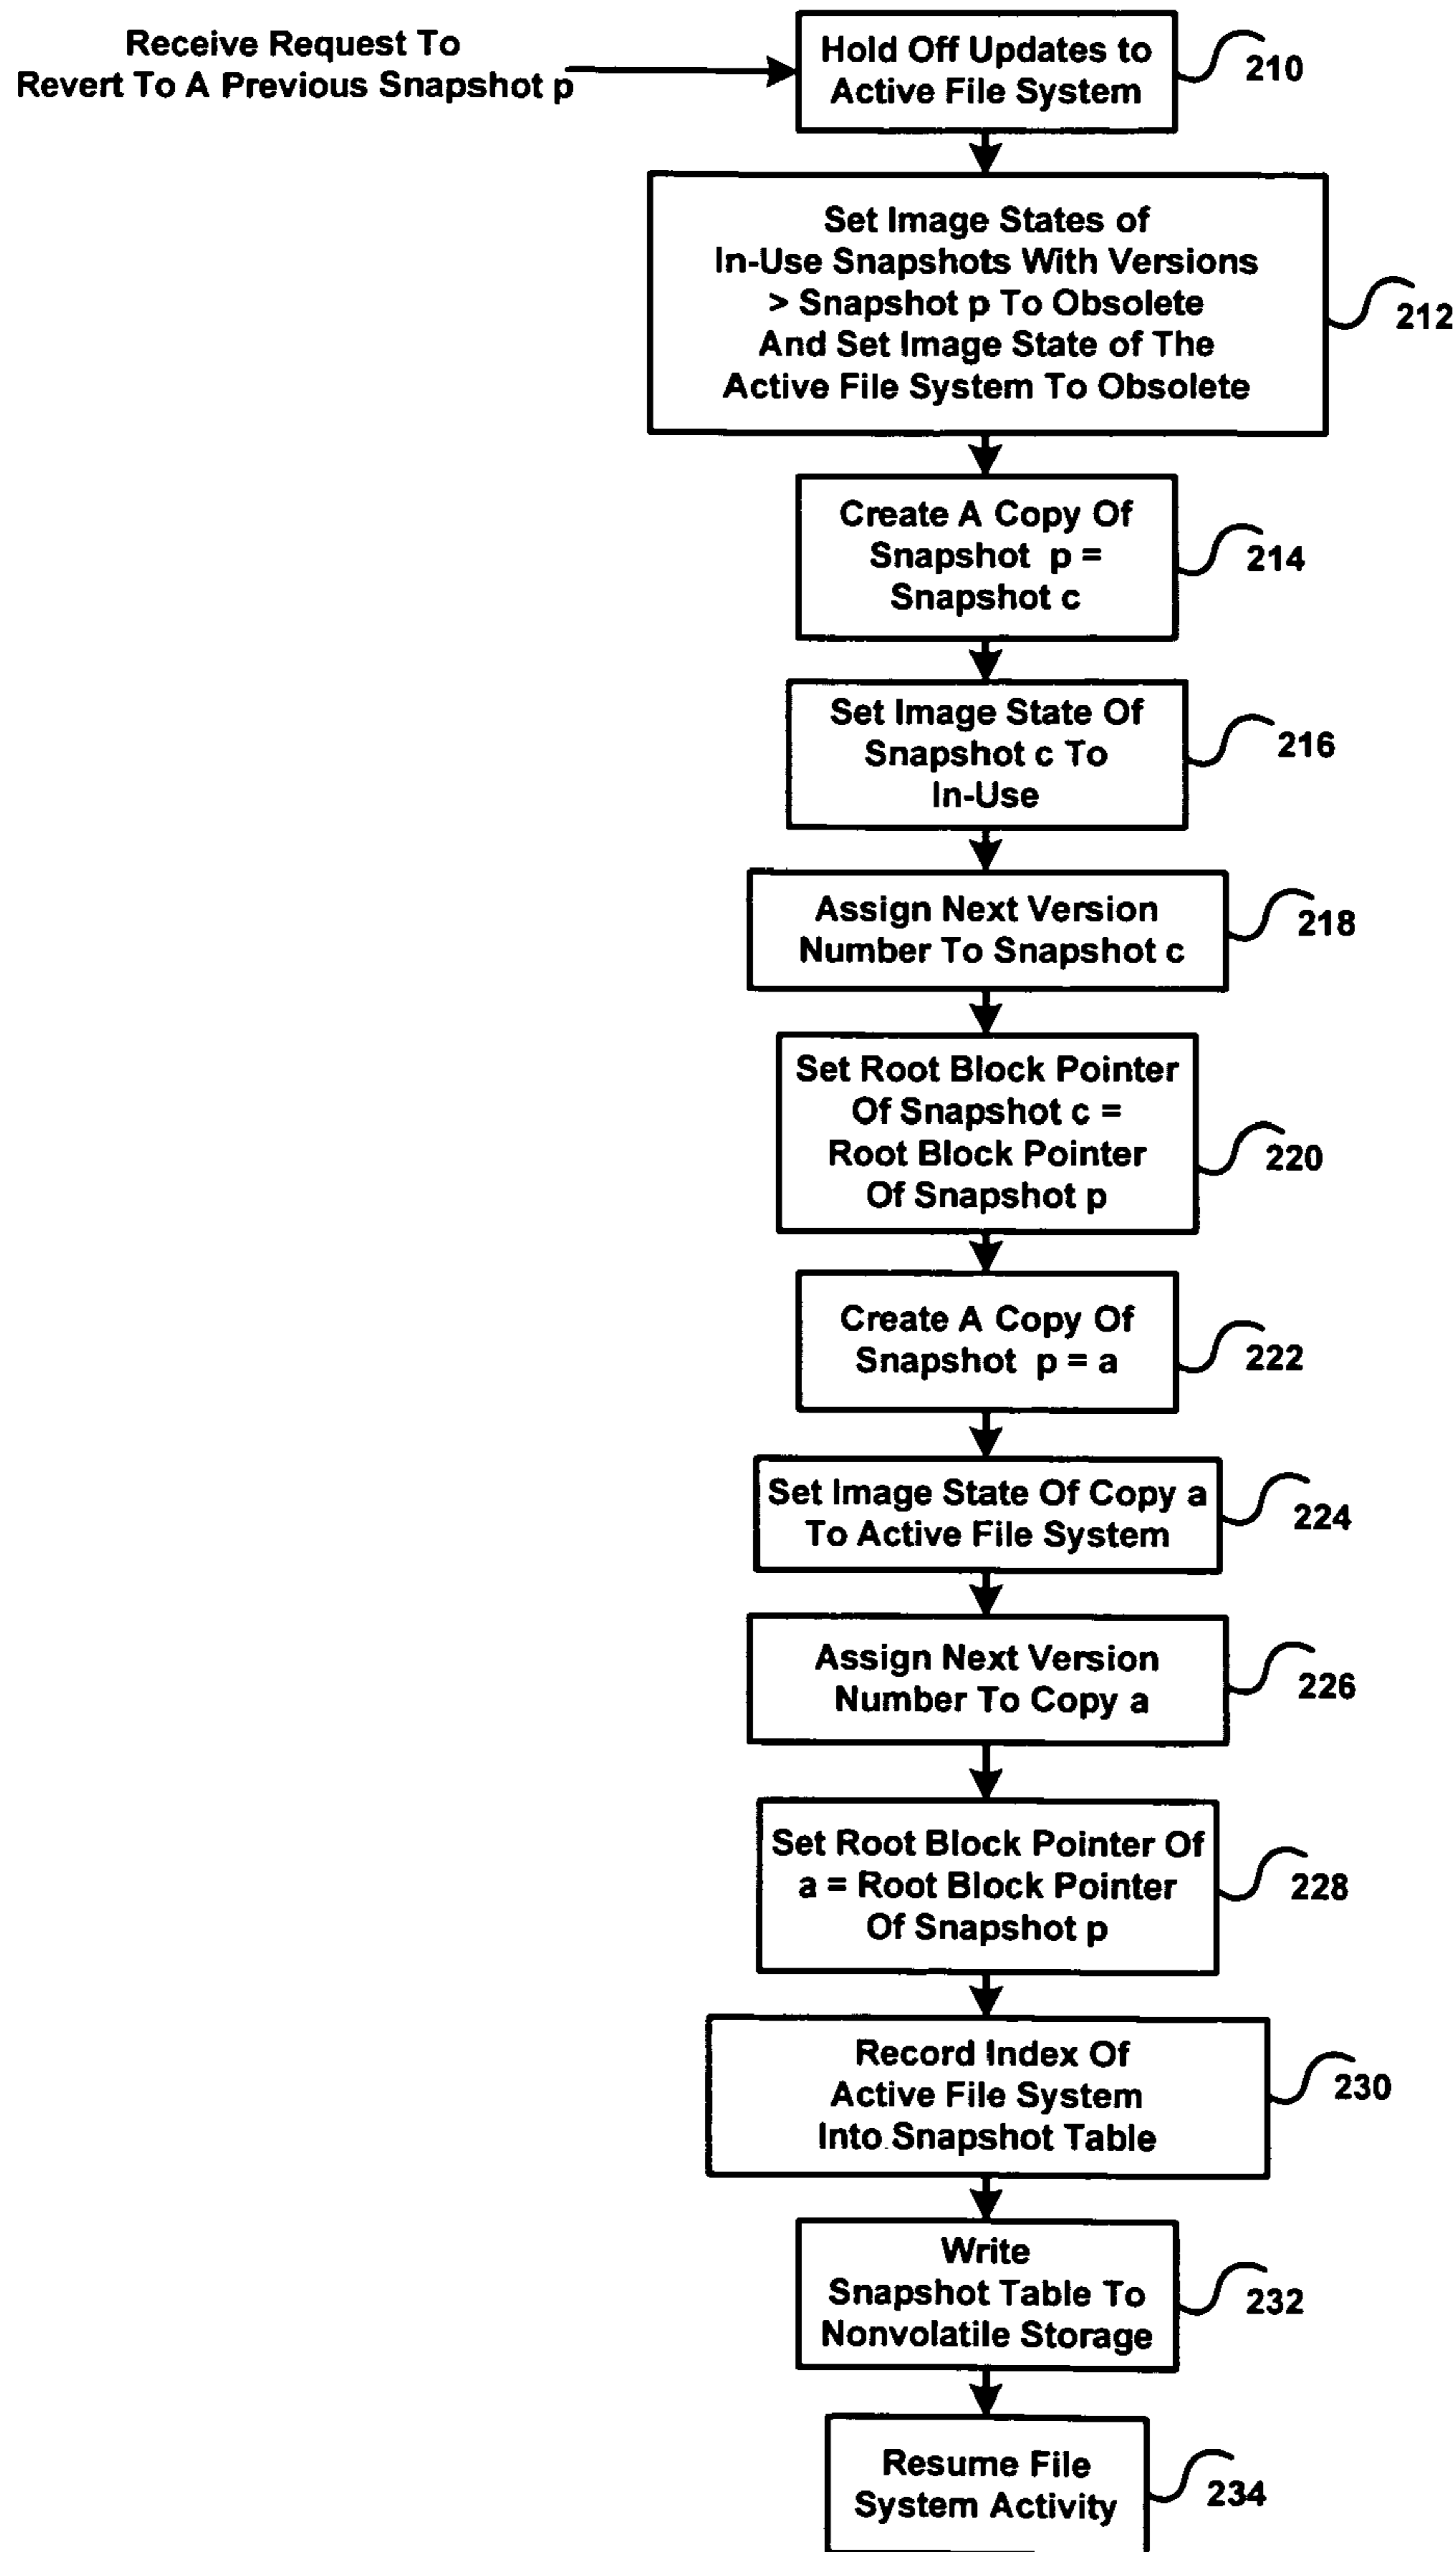 Receive Request To
Revert To A Previous Snapshot p
Hold Off Updates to
Active File System
210
Set Image States of
In-Use Snapshots With Versions
> Snapshot p To Obsolete
And Set Image State of The
Active File System To Obsolete
212
Create A Copy Of
Snapshot p =
Snapshot c
214
Set Image State Of
Snapshot c To
In-Use
216
Assign Next Version
Number To Snapshot c
218
Set Root Block Pointer
Of Snapshot c =
Root Block Pointer
Of Snapshot p
220
Create A Copy Of
Snapshot p = a
222
Set Image State Of Copy a
To Active File System
224
Assign Next Version
Number To Copy a
226
Set Root Block Pointer Of
a = Root Block Pointer
Of Snapshot p
228
Record Index Of
Active File System
Into Snapshot Table
230
Write
Snapshot Table To
Nonvolatile Storage
232
Resume File
System Activity
234